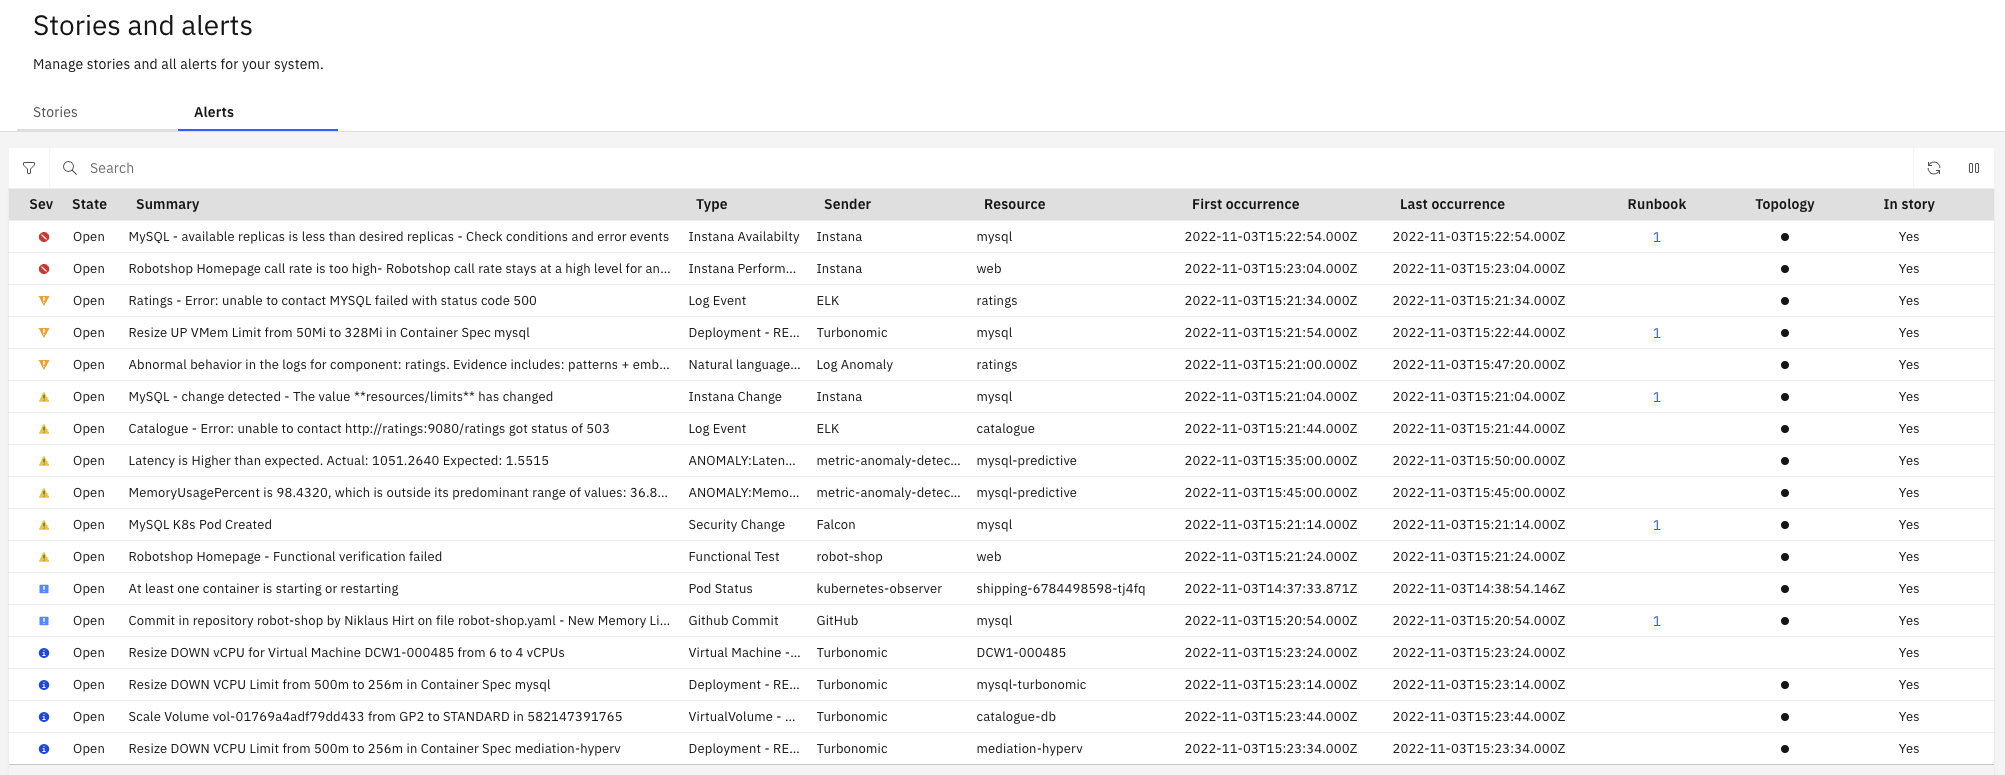 Stories and alerts
Manage stories and all alerts for your system.
Stories Alerts
Search
Sev State Summary Type Sender Resource First occurrence Last occurrence Runbook Topology In story
Open MySQL - available replicas is less than desired replicas - Check conditions and error events Instana Availabilty Instana mysql 2022-11-03T15:22:54.000Z 2022-11-03T15:22:54.000Z 1 Yes
Open Robotshop Homepage call rate is too high- Robotshop call rate stays at a high level for an... Instana Perform... Instana web 2022-11-03T15:23:04.000Z 2022-11-03T15:23:04.000Z Yes
Open Ratings - Error: unable to contact MYSQL failed with status code 500 Log Event ELK ratings 2022-11-03T15:21:34.000Z 2022-11-03T15:21:34.000Z Yes
Open Resize UP VMem Limit from 50Mi to 328Mi in Container Spec mysql Deployment - RE... Turbonomic mysql 2022-11-03T15:21:54.000Z 2022-11-03T15:22:44.000Z 1 Yes
Open Abnormal behavior in the logs for component: ratings. Evidence includes: patterns + emb... Natural language... Log Anomaly ratings 2022-11-03T15:21:00.000Z 2022-11-03T15:47:20.000Z Yes
Open MySQL - change detected - The value **resources/limits** has changed Instana Change Instana mysql 2022-11-03T15:21:04.000Z 2022-11-03T15:21:04.000Z 1 Yes
Open Catalogue - Error: unable to contact http://ratings:9080/ratings got status of 503 Log Event ELK catalogue 2022-11-03T15:21:44.000Z 2022-11-03T15:21:44.000Z Yes
Open Latency is Higher than expected. Actual: 1051.2640 Expected: 1.5515 ANOMALY:Laten... metric-anomaly-detec... mysql-predictive 2022-11-03T15:35:00.000Z 2022-11-03T15:50:00.000Z Yes
Open MemoryUsagePercent is 98.4320, which is outside its predominant range of values: 36.8... ANOMALY:Memo... metric-anomaly-detec... mysql-predictive 2022-11-03T15:45:00.000Z 2022-11-03T15:45:00.000Z Yes
Open MySQL K8s Pod Created Security Change Falcon mysql 2022-11-03T15:21:14.000Z 2022-11-03T15:21:14.000Z 1 Yes
Open Robotshop Homepage - Functional verification failed Functional Test robot-shop web 2022-11-03T15:21:24.000Z 2022-11-03T15:21:24.000Z Yes
Open At least one container is starting or restarting Pod Status kubernetes-observer shipping-6784498598-tj4fq 2022-11-03T14:37:33.871Z 2022-11-03T14:38:54.146Z Yes
Open Commit in repository robot-shop by Niklaus Hirt on file robot-shop.yaml - New Memory Li... Github Commit GitHub mysql 2022-11-03T15:20:54.000Z 2022-11-03T15:20:54.000Z 1 Yes
Open Resize DOWN vCPU for Virtual Machine DCW1-000485 from 6 to 4 vCPUs Virtual Machine -... Turbonomic DCW1-000485 2022-11-03T15:23:24.000Z 2022-11-03T15:23:24.000Z Yes
Open Resize DOWN VCPU Limit from 500m to 256m in Container Spec mysql Deployment - RE... Turbonomic mysql-turbonomic 2022-11-03T15:23:14.000Z 2022-11-03T15:23:14.000Z Yes
Open Scale Volume vol-01769a4adf79dd433 from GP2 to STANDARD in 582147391765 VirtualVolume - ... Turbonomic catalogue-db 2022-11-03T15:23:44.000Z 2022-11-03T15:23:44.000Z Yes
Open Resize DOWN VCPU Limit from 500m to 256m in Container Spec mediation-hyperv Deployment - RE... Turbonomic mediation-hyperv 2022-11-03T15:23:34.000Z 2022-11-03T15:23:34.000Z Yes